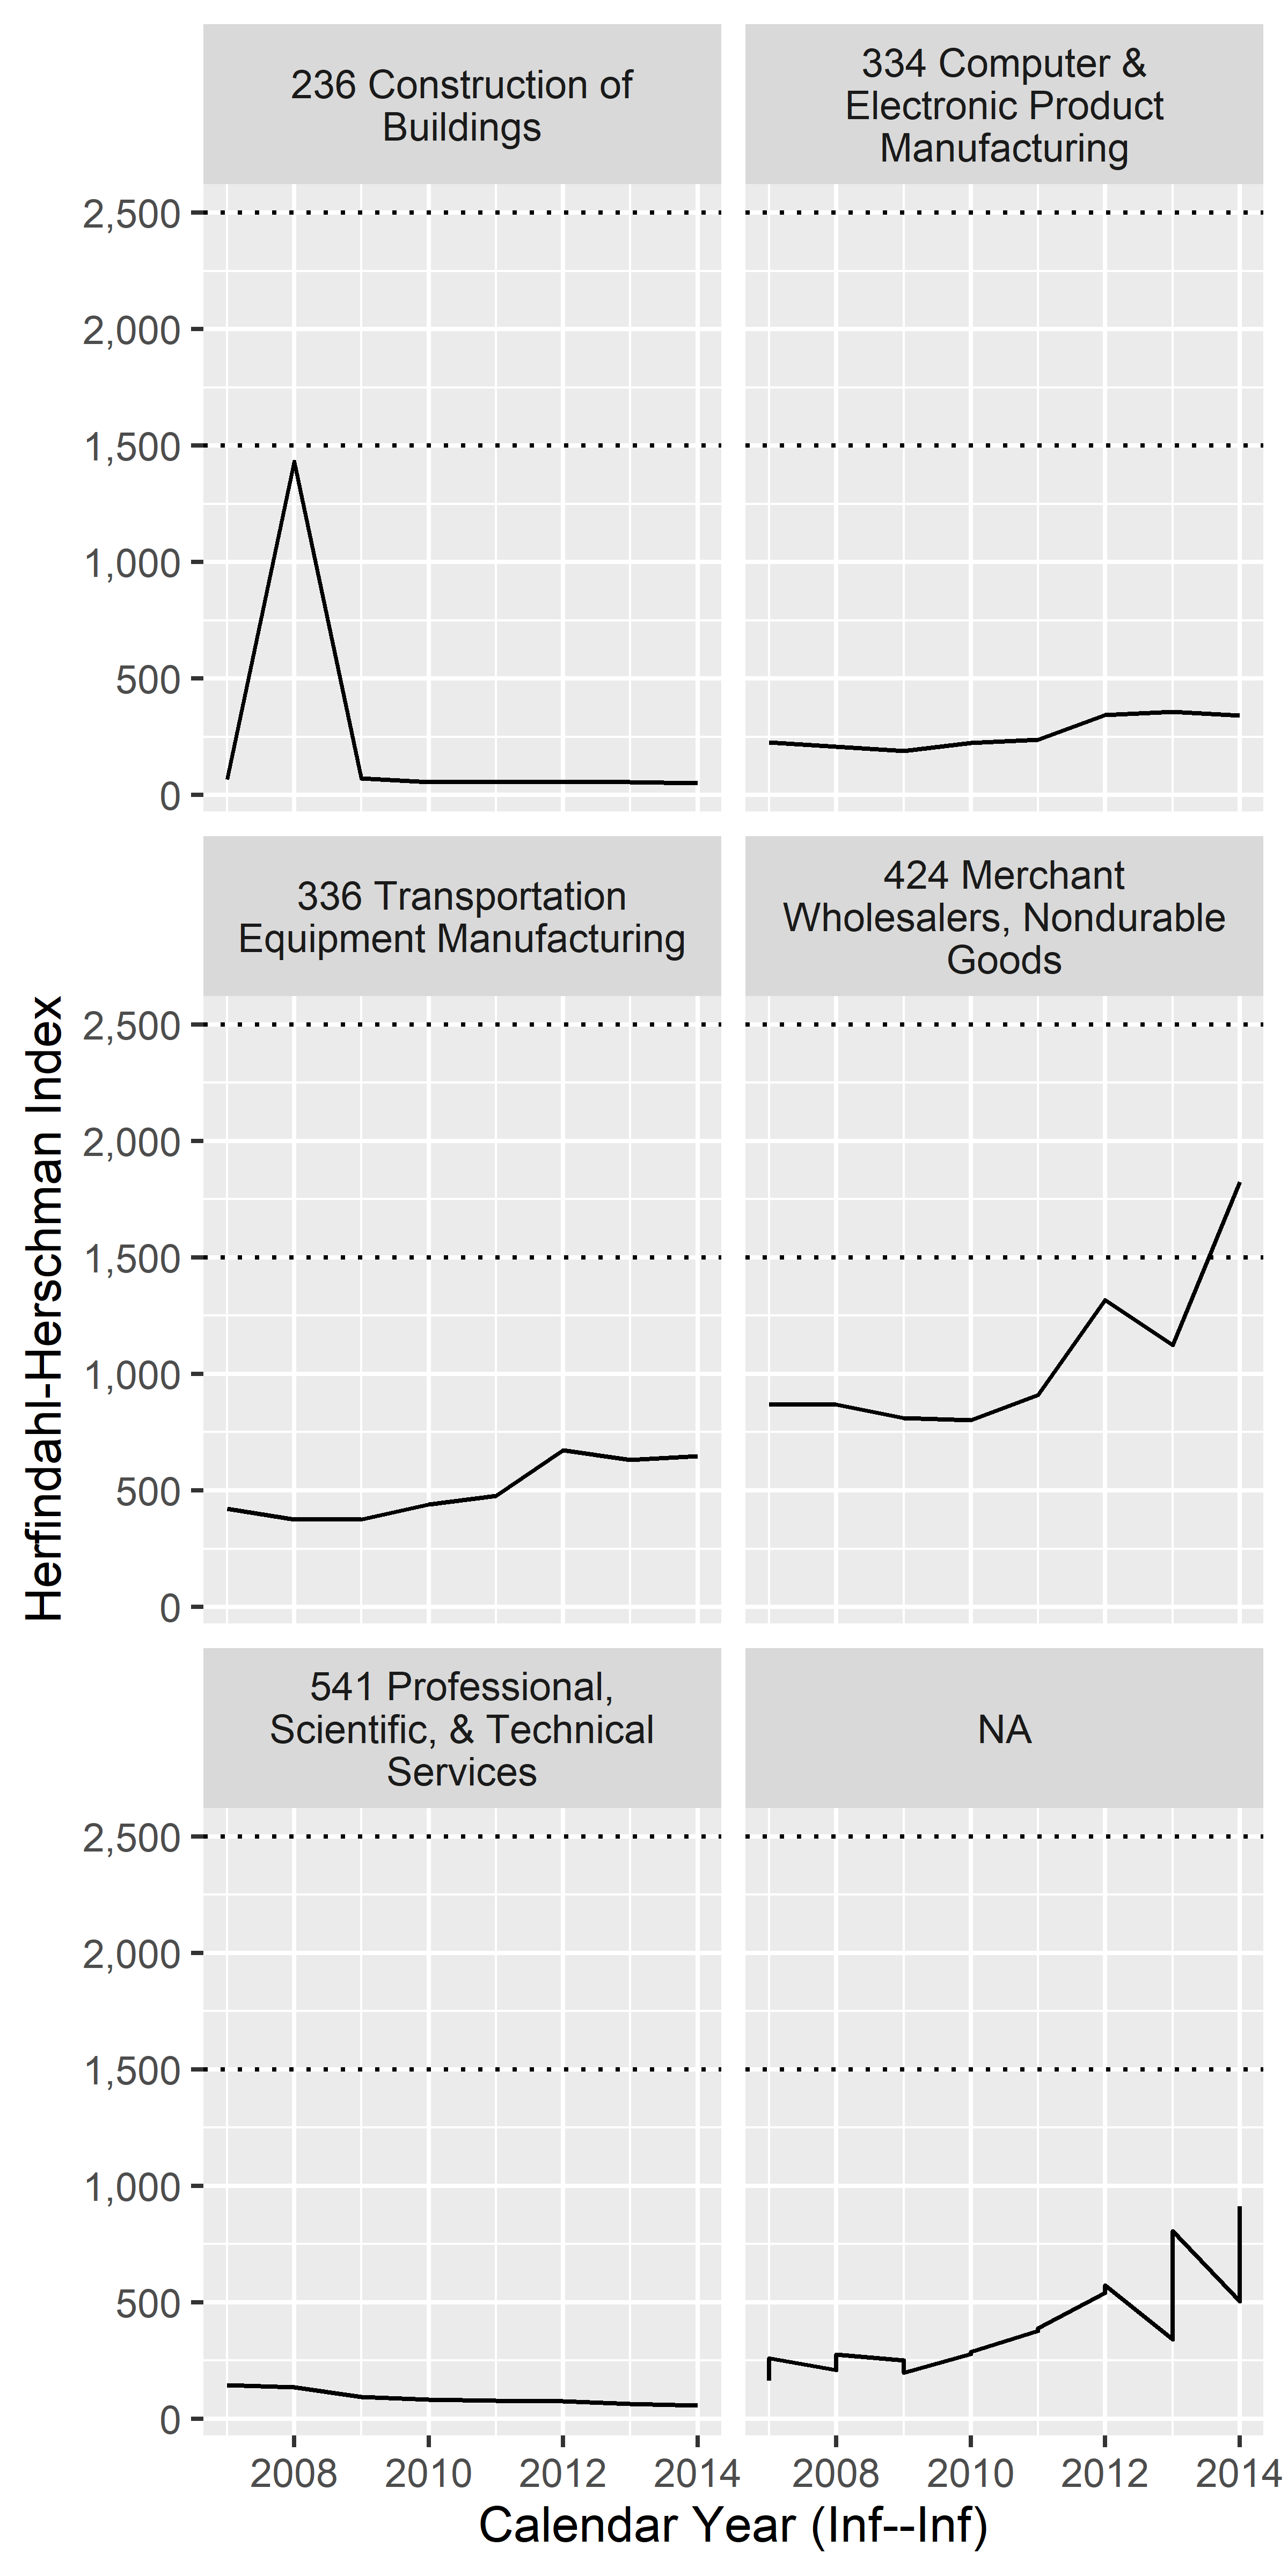 236 Construction of
Buildings
334 Computer &
Electronic Product
Manufacturing
2,500
2,000
1,500
1,000
500
0
336 Transportation
Equipment Manufacturing
424 Merchant
Wholesalers, Nondurable
Goods
Herfindahl-Herschman Index
2,500
2,000
1,500
1,000
500
0
541 Professional,
Scientific, & Technical
Services
NA
2,500
2,000
1,500
1,000
500
0
2008 2010 2012 2014 2008 2010 2012 2014
Calendar Year (Inf--Inf)